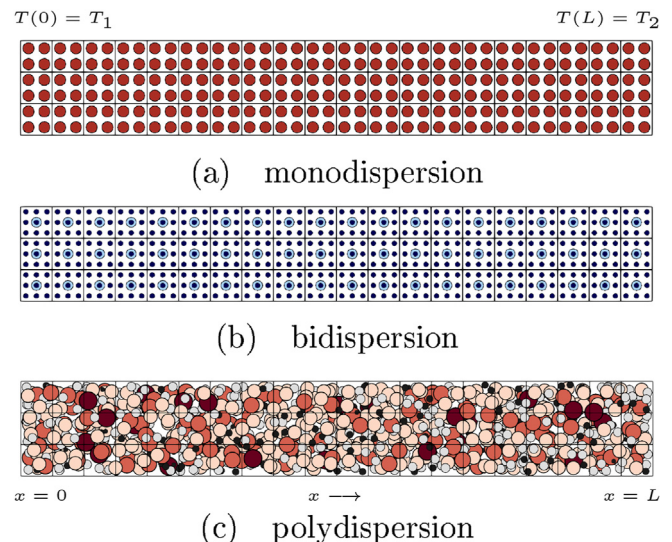 T(0) = T₁ T(L) = T₂
(a) monodispersion
(b) bidispersion
x = 0 x ⟶ x = L
(c) polydispersion